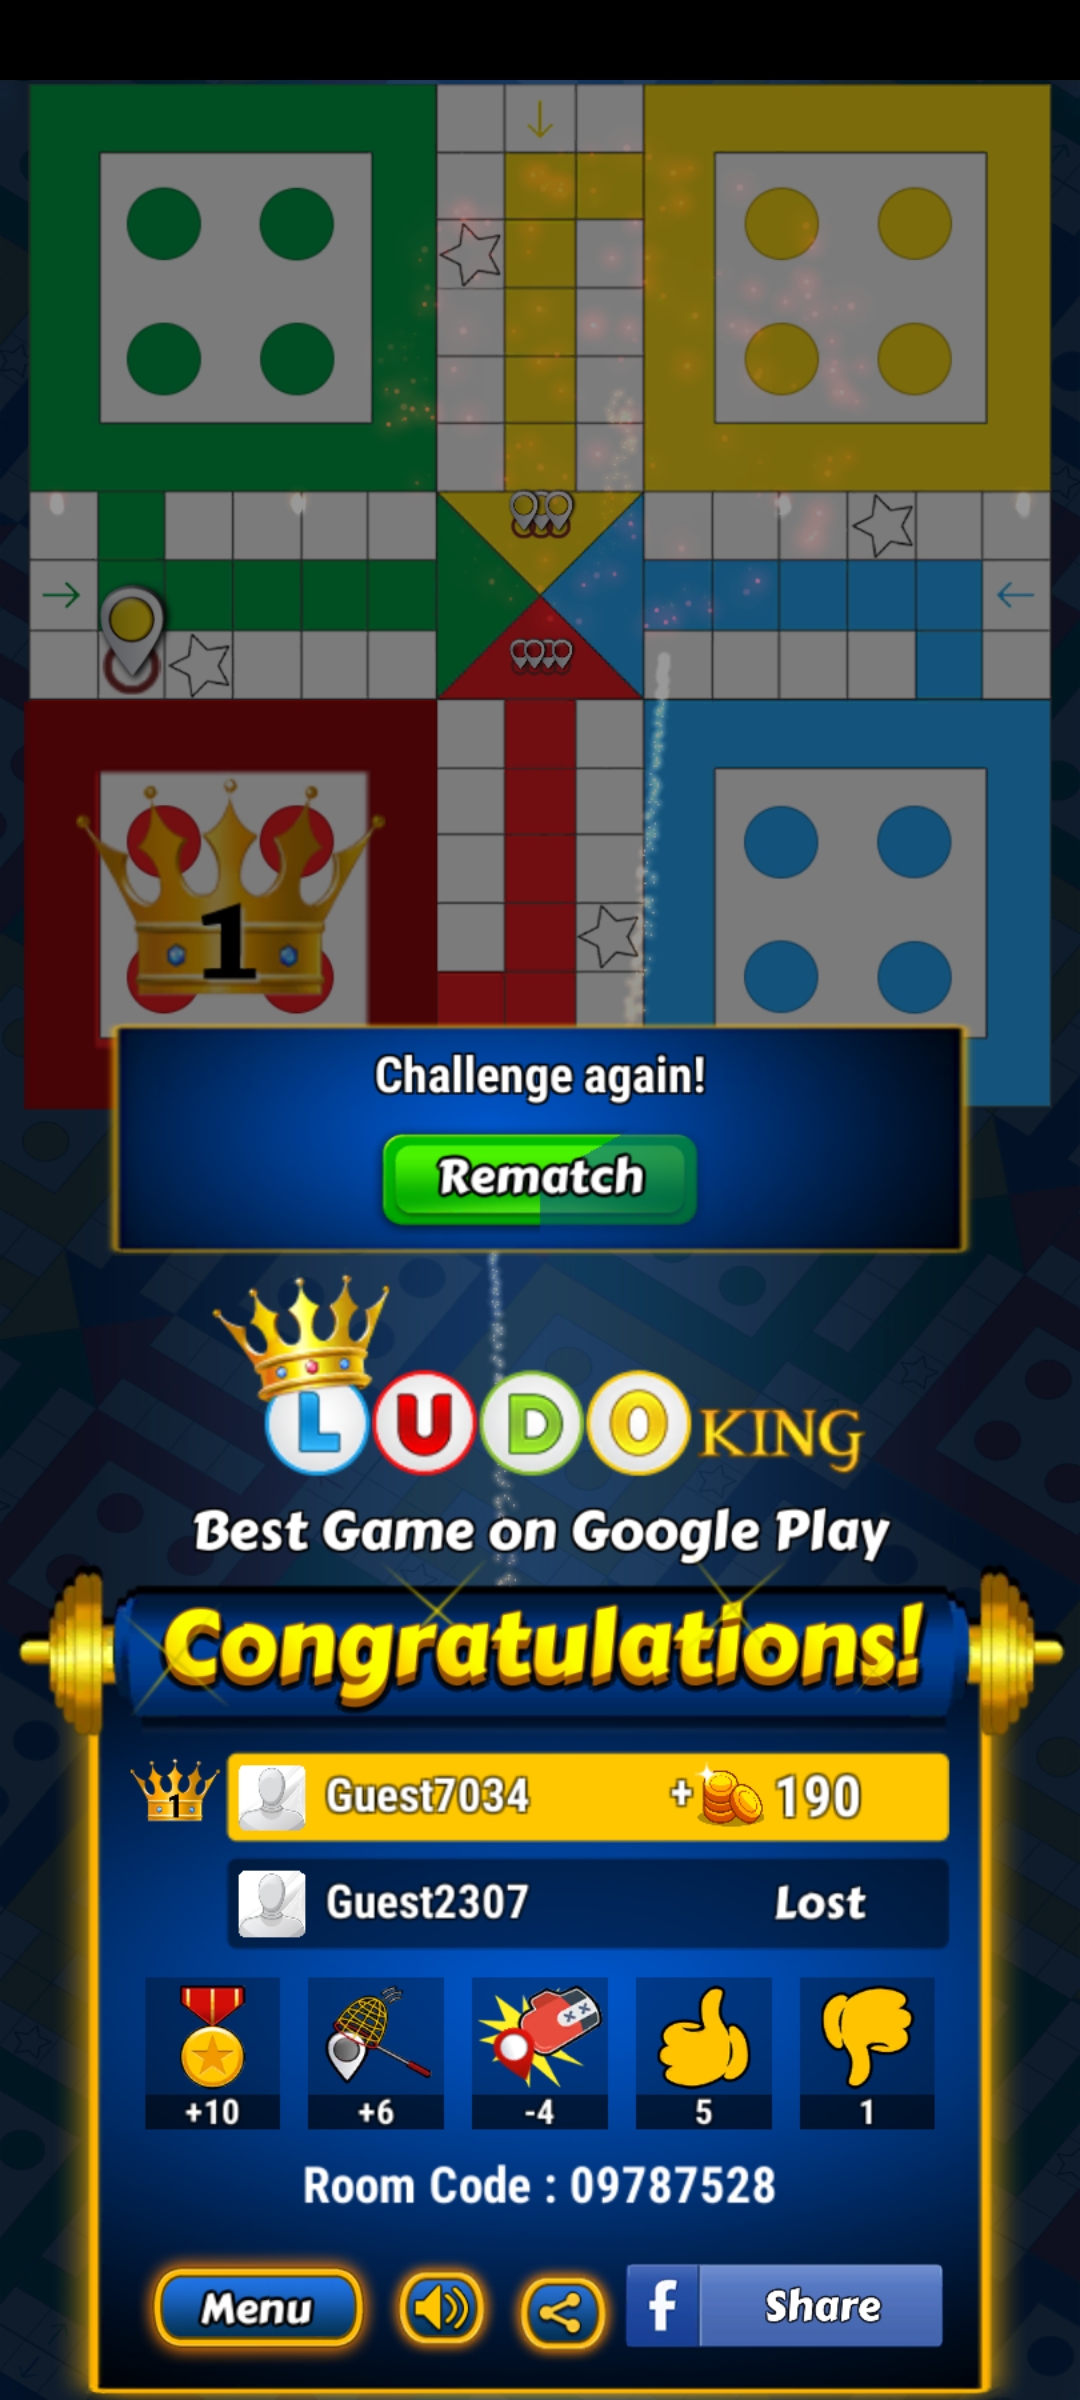 1
Challenge again!
Rematch
LUDO KING
Best Game on Google Play
Congratulations!
1 Guest7034 + 190
Guest2307 Lost
+10 +6 -4 5 1
Room Code : 09787528
Menu f Share